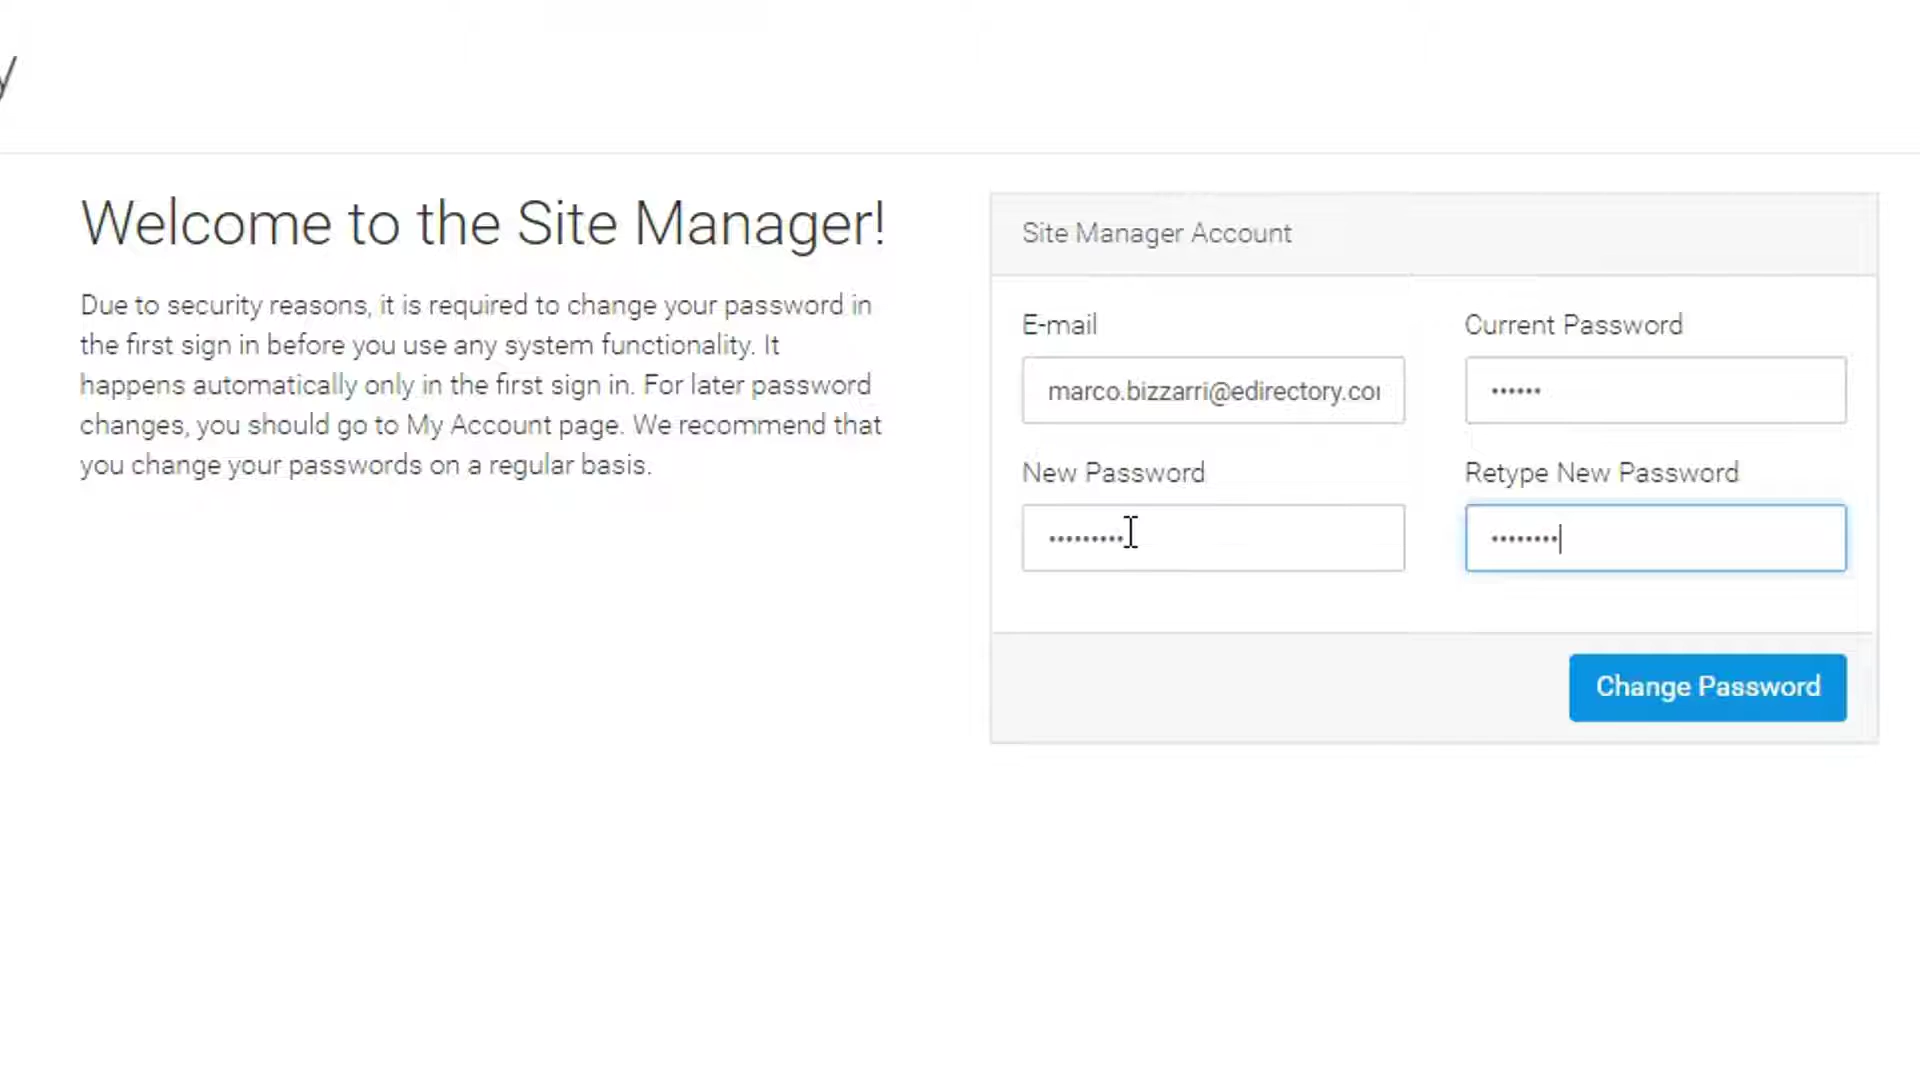 y
Welcome to the Site Manager!
Due to security reasons, it is required to change your password in
the first sign in before you use any system functionality. It
happens automatically only in the first sign in. For later password
changes, you should go to My Account page. We recommend that
you change your passwords on a regular basis.
Site Manager Account
E-mail
Current Password
marco.bizzarri@edirectory.co
••••••
New Password
Retype New Password
•••••••••
••••••••
Change Password